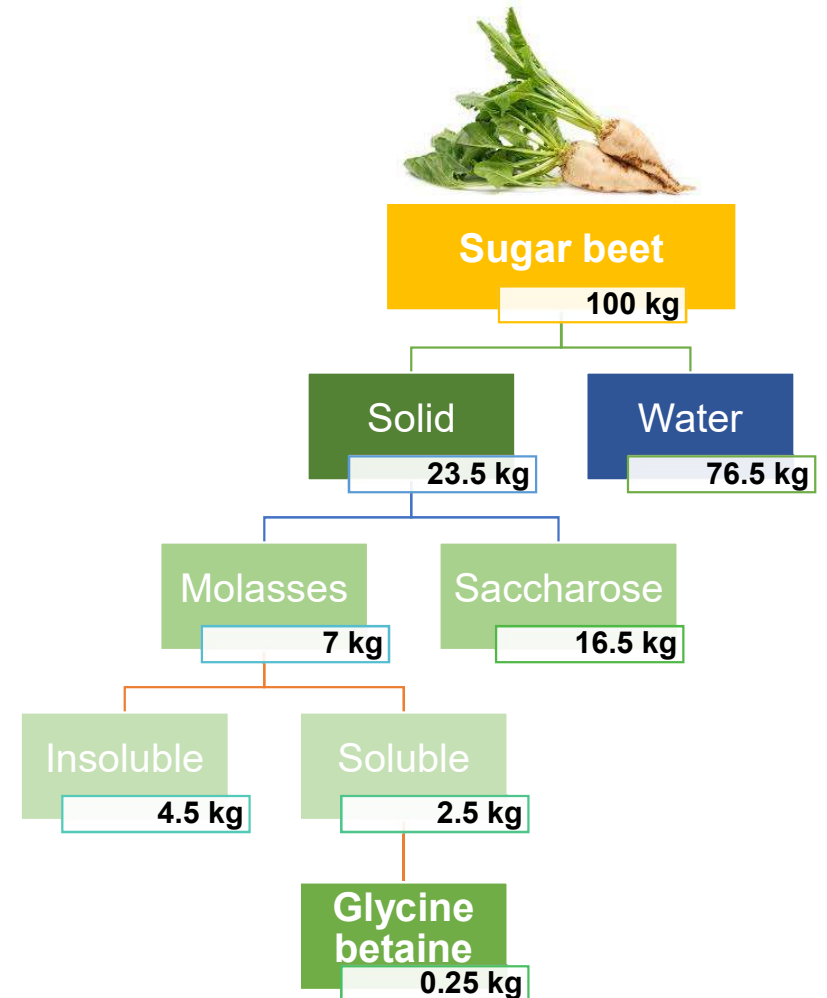 Sugar beet
100 kg
Solid
23.5 kg
Water
76.5 kg
Molasses
7 kg
Saccharose
16.5 kg
Insoluble
4.5 kg
Soluble
2.5 kg
Glycine
betaine
0.25 kg